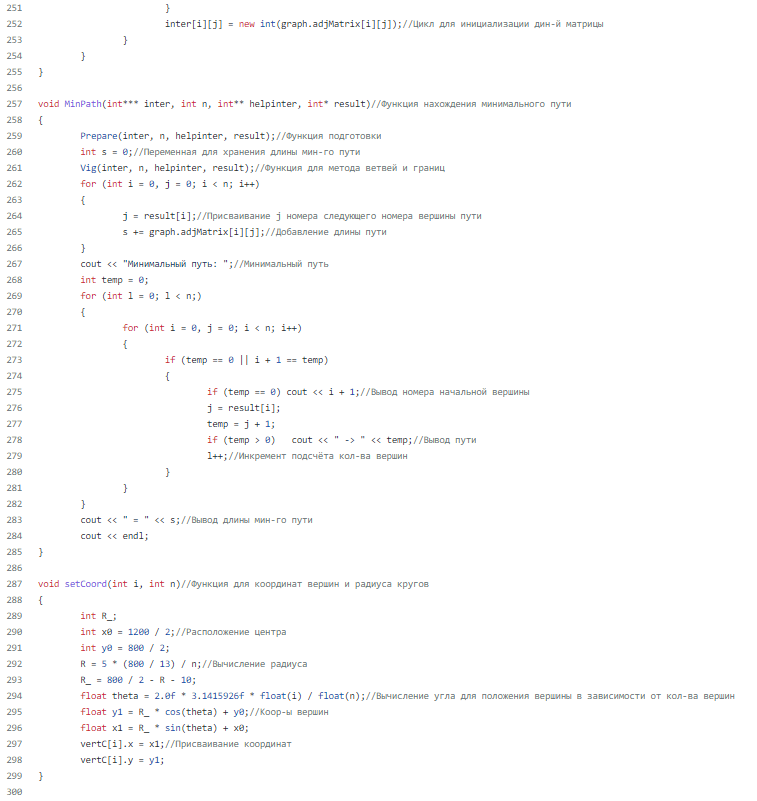 251 }
252 inter[i][j] = new int(graph.adjMatrix[i][j]);//Цикл для инициализации дин-й матрицы
253 }
254 }
255 }
256
257 void MinPath(int*** inter, int n, int** helpinter, int* result)//Функция нахождения минимального пути
258 {
259 Prepare(inter, n, helpinter, result);//Функция подготовки
260 int s = 0;//Переменная для хранения длины мин-го пути
261 Vig(inter, n, helpinter, result);//Функция для метода ветвей и границ
262 for (int i = 0, j = 0; i < n; i++)
263 {
264 j = result[i];//Присваивание j номера следующего номера вершины пути
265 s += graph.adjMatrix[i][j];//Добавление длины пути
266 }
267 cout << "Минимальный путь: ";//Минимальный путь
268 int temp = 0;
269 for (int l = 0; l < n;)
270 {
271 for (int i = 0, j = 0; i < n; i++)
272 {
273 if (temp == 0 || i + 1 == temp)
274 {
275 if (temp == 0) cout << i + 1;//Вывод номера начальной вершины
276 j = result[i];
277 temp = j + 1;
278 if (temp > 0) cout << " -> " << temp;//Вывод пути
279 l++;//Инкремент подсчёта кол-ва вершин
280 }
281 }
282 }
283 cout << " = " << s;//Вывод длины мин-го пути
284 cout << endl;
285 }
286
287 void setCoord(int i, int n)//Функция для координат вершин и радиуса кругов
288 {
289 int R_;
290 int x0 = 1200 / 2;//Расположение центра
291 int y0 = 800 / 2;
292 R = 5 * (800 / 13) / n;//Вычисление радиуса
293 R_ = 800 / 2 - R - 10;
294 float theta = 2.0f * 3.1415926f * float(i) / float(n);//Вычисление угла для положения вершины в зависимости от кол-ва вершин
295 float y1 = R_ * cos(theta) + y0;//Коор-ы вершин
296 float x1 = R_ * sin(theta) + x0;
297 vertC[i].x = x1;//Присваивание координат
298 vertC[i].y = y1;
299 }
300